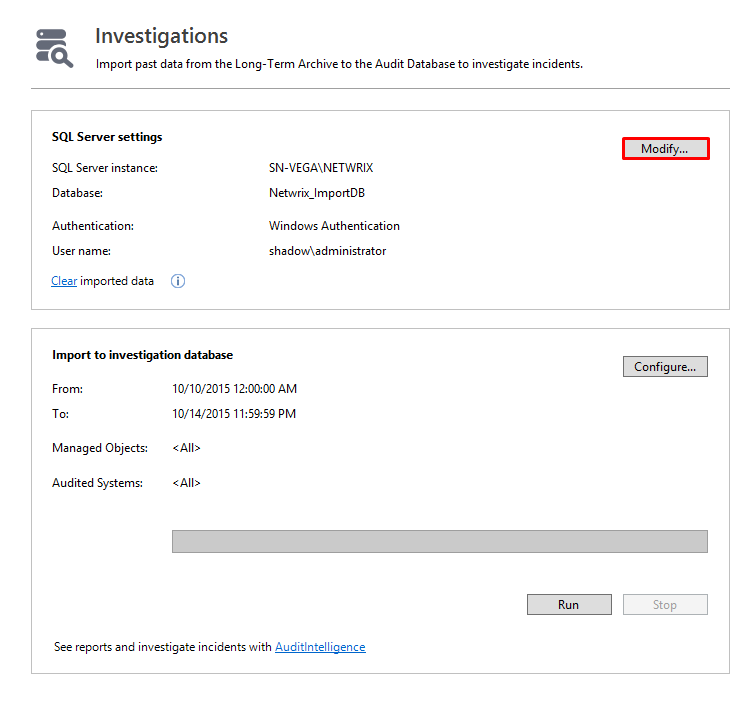 Investigations
Import past data from the Long-Term Archive to the Audit Database to investigate incidents.
SQL Server settings
Modify...
SQL Server instance: SN-VEGA\NETWRIX
Database: Netwrix_ImportDB
Authentication: Windows Authentication
User name: shadow\administrator
Clear imported data
Import to investigation database
Configure...
From: 10/10/2015 12:00:00 AM
To: 10/14/2015 11:59:59 PM
Managed Objects: <All>
Audited Systems: <All>
Run Stop
See reports and investigate incidents with AuditIntelligence